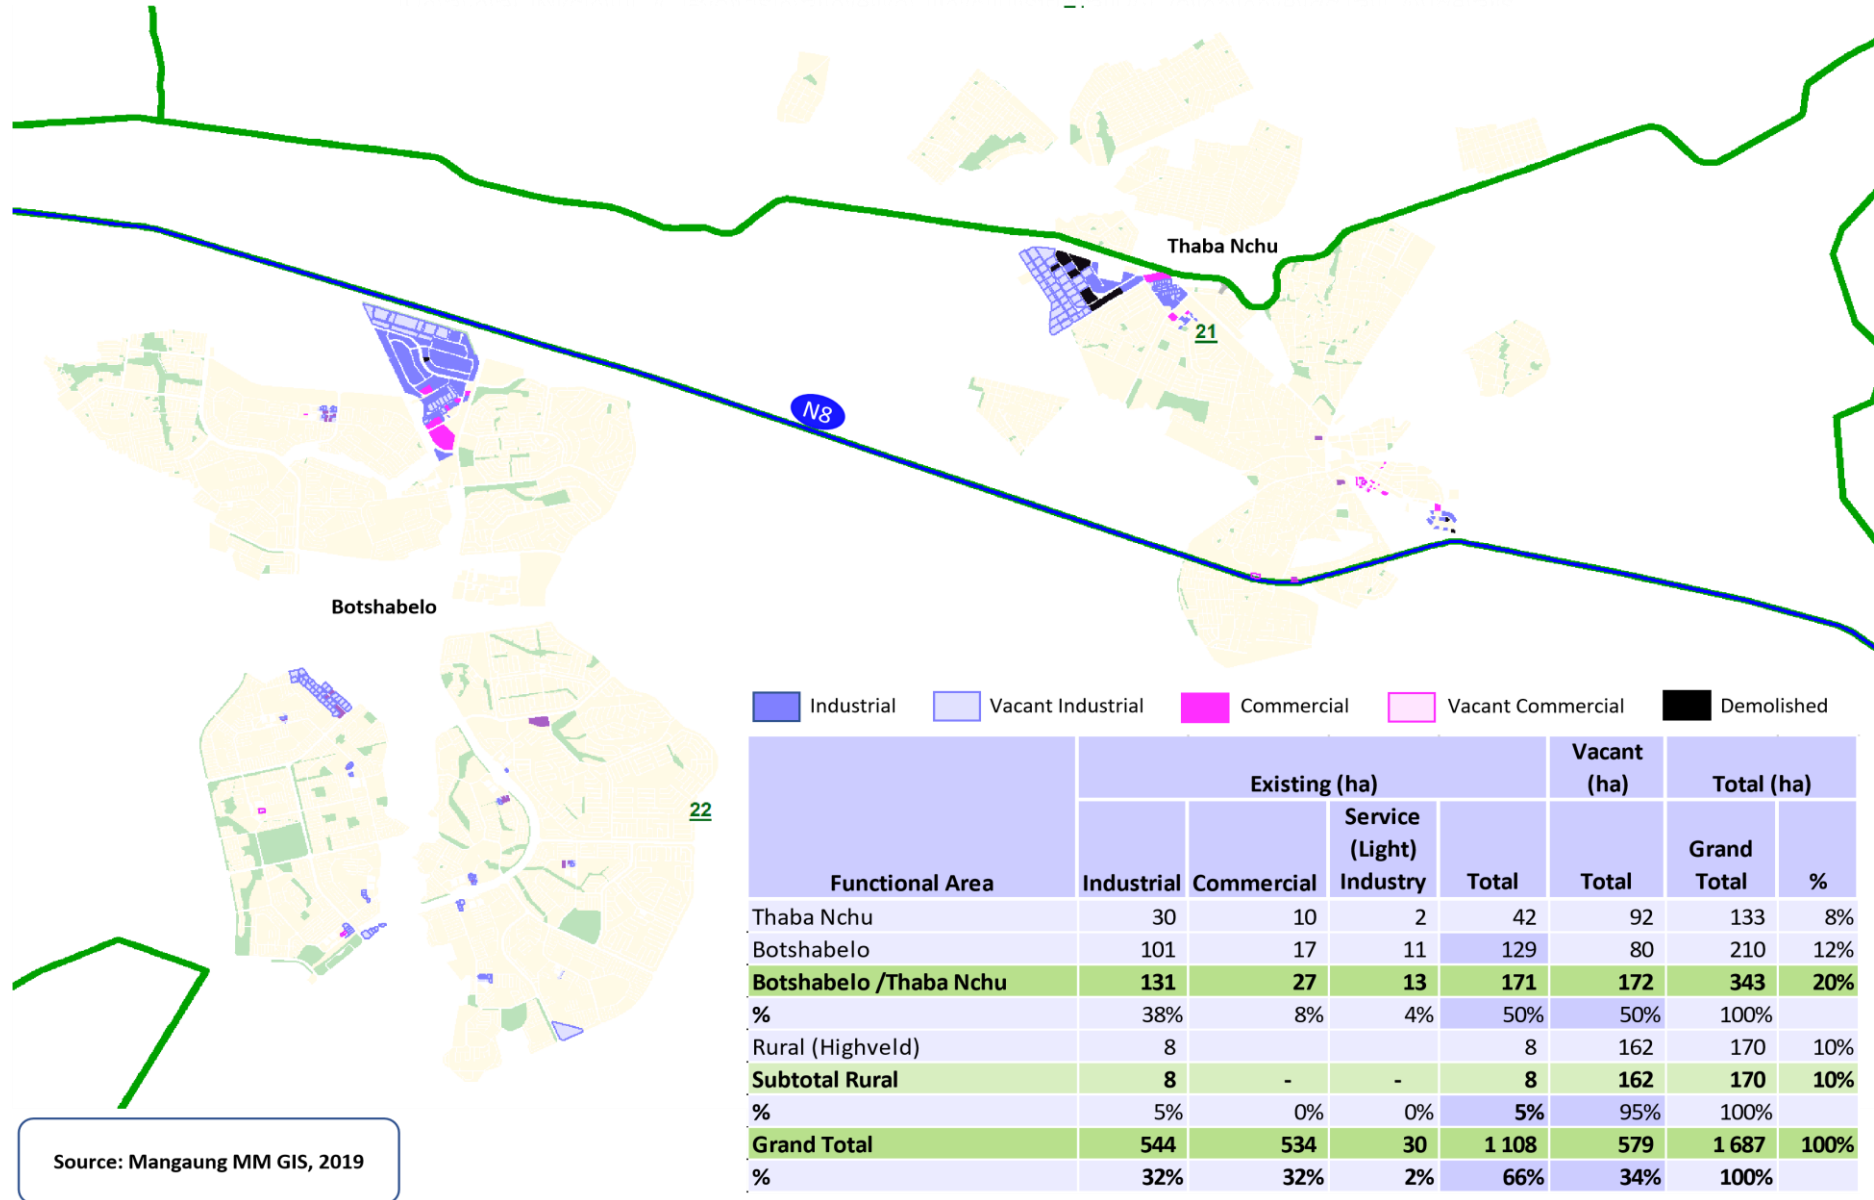 Thaba Nchu
21
N8
Botshabelo
22
Industrial Vacant Industrial Commercial Vacant Commercial Demolished
Existing (ha) Vacant (ha) Total (ha)
Functional Area Industrial Commercial Service (Light) Industry Total Total Grand Total %
Thaba Nchu 30 10 2 42 92 133 8%
Botshabelo 101 17 11 129 80 210 12%
Botshabelo /Thaba Nchu 131 27 13 171 172 343 20%
% 38% 8% 4% 50% 50% 100%
Rural (Highveld) 8 8 162 170 10%
Subtotal Rural 8 - - 8 162 170 10%
% 5% 0% 0% 5% 95% 100%
Grand Total 544 534 30 1 108 579 1 687 100%
% 32% 32% 2% 66% 34% 100%
Source: Mangaung MM GIS, 2019